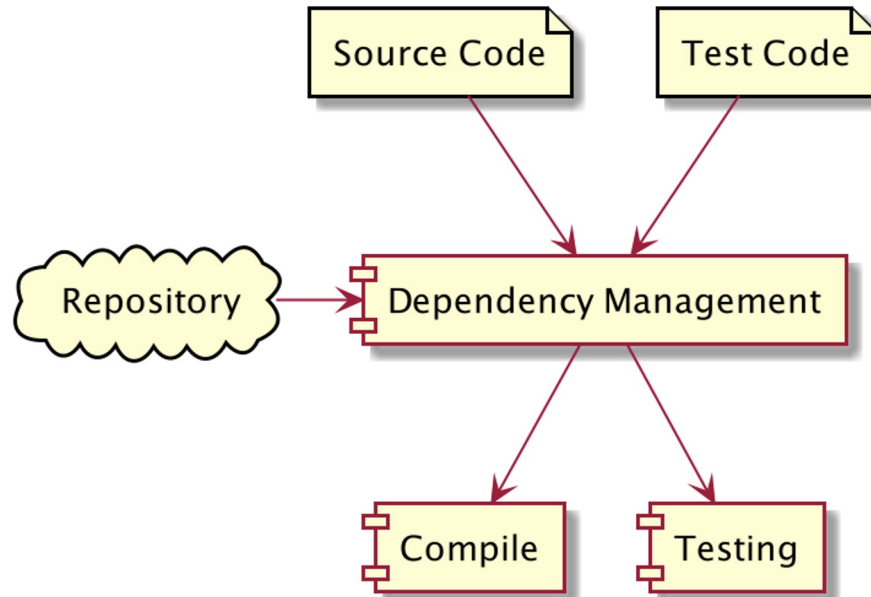 Source Code
Test Code
Repository
Dependency Management
Compile
Testing